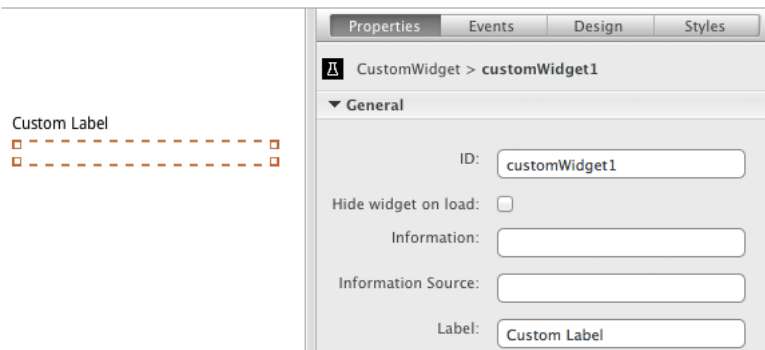 Properties Events Design Styles
CustomWidget > customWidget1
General
Custom Label
ID: customWidget1
Hide widget on load:
Information:
Information Source:
Label: Custom Label